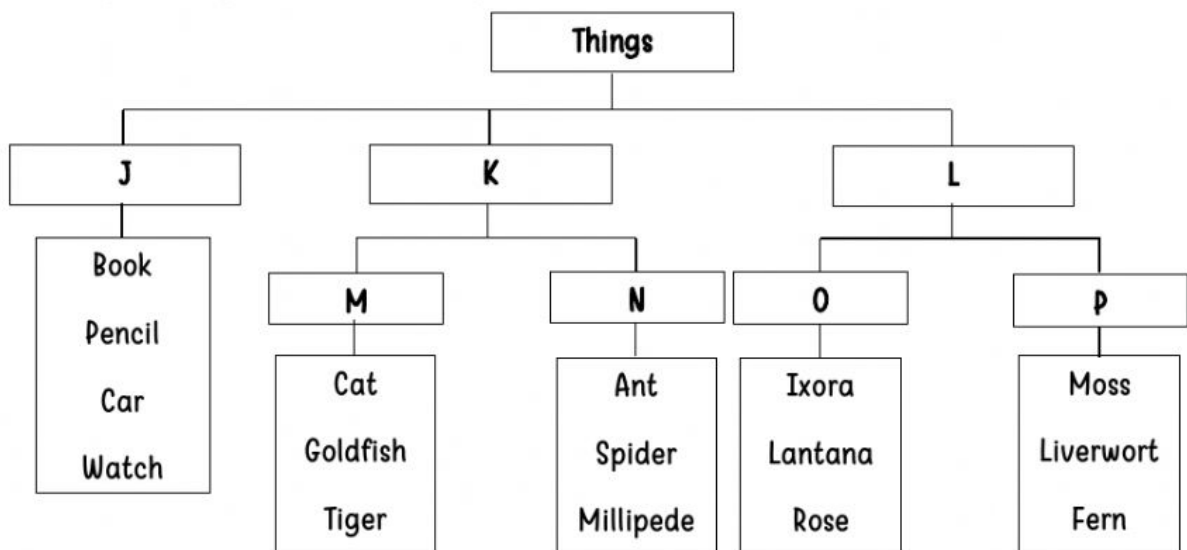 Things
J
K
L
Book
Pencil
Car
Watch
M
N
O
P
Cat
Goldfish
Tiger
Ant
Spider
Millipede
Ixora
Lantana
Rose
Moss
Liverwort
Fern